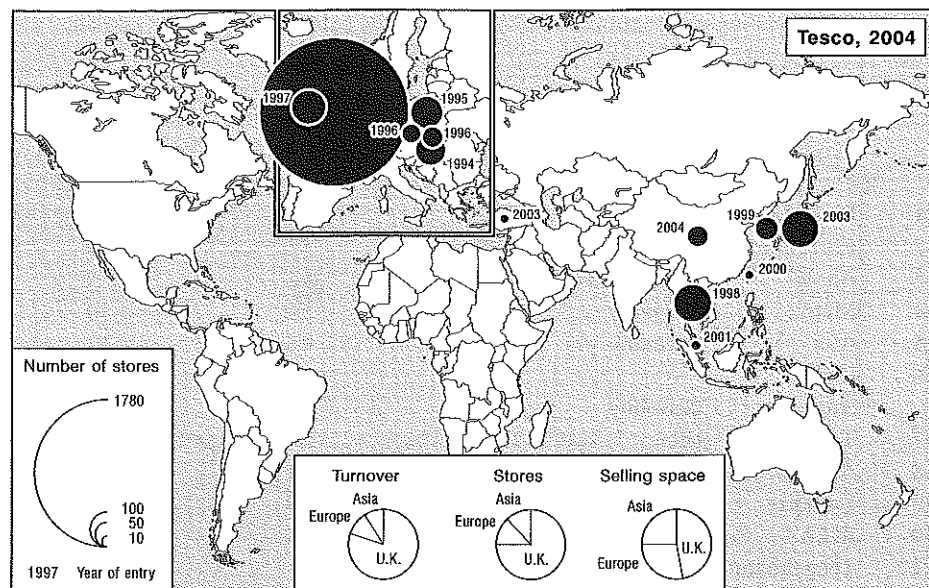 Tesco, 2004
1997
1995
1996
1996
1994
2003
1999
2003
2004
2000
1998
2001
Number of stores
1780
100
50
10
1997 Year of entry
Turnover
Asia
Europe
U.K.
Stores
Asia
Europe
U.K.
Selling space
Asia
U.K.
Europe